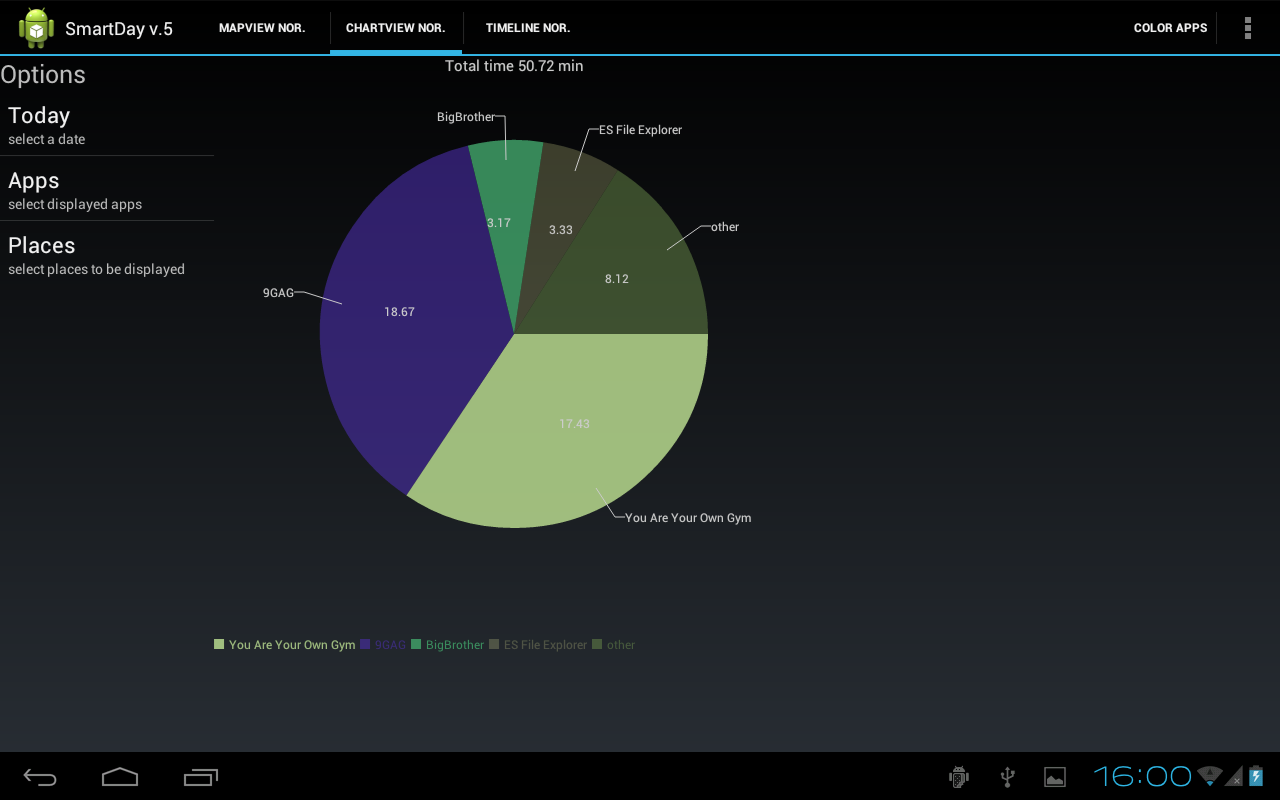 SmartDay v.5
MAPVIEW NOR.
CHARTVIEW NOR.
TIMELINE NOR.
COLOR APPS
Options
Today
select a date
Apps
select displayed apps
Places
select places to be displayed
Total time 50.72 min
BigBrother
ES File Explorer
other
9GAG
You Are Your Own Gym
3.17
3.33
8.12
18.67
17.43
You Are Your Own Gym 9GAG BigBrother ES File Explorer other
16:00